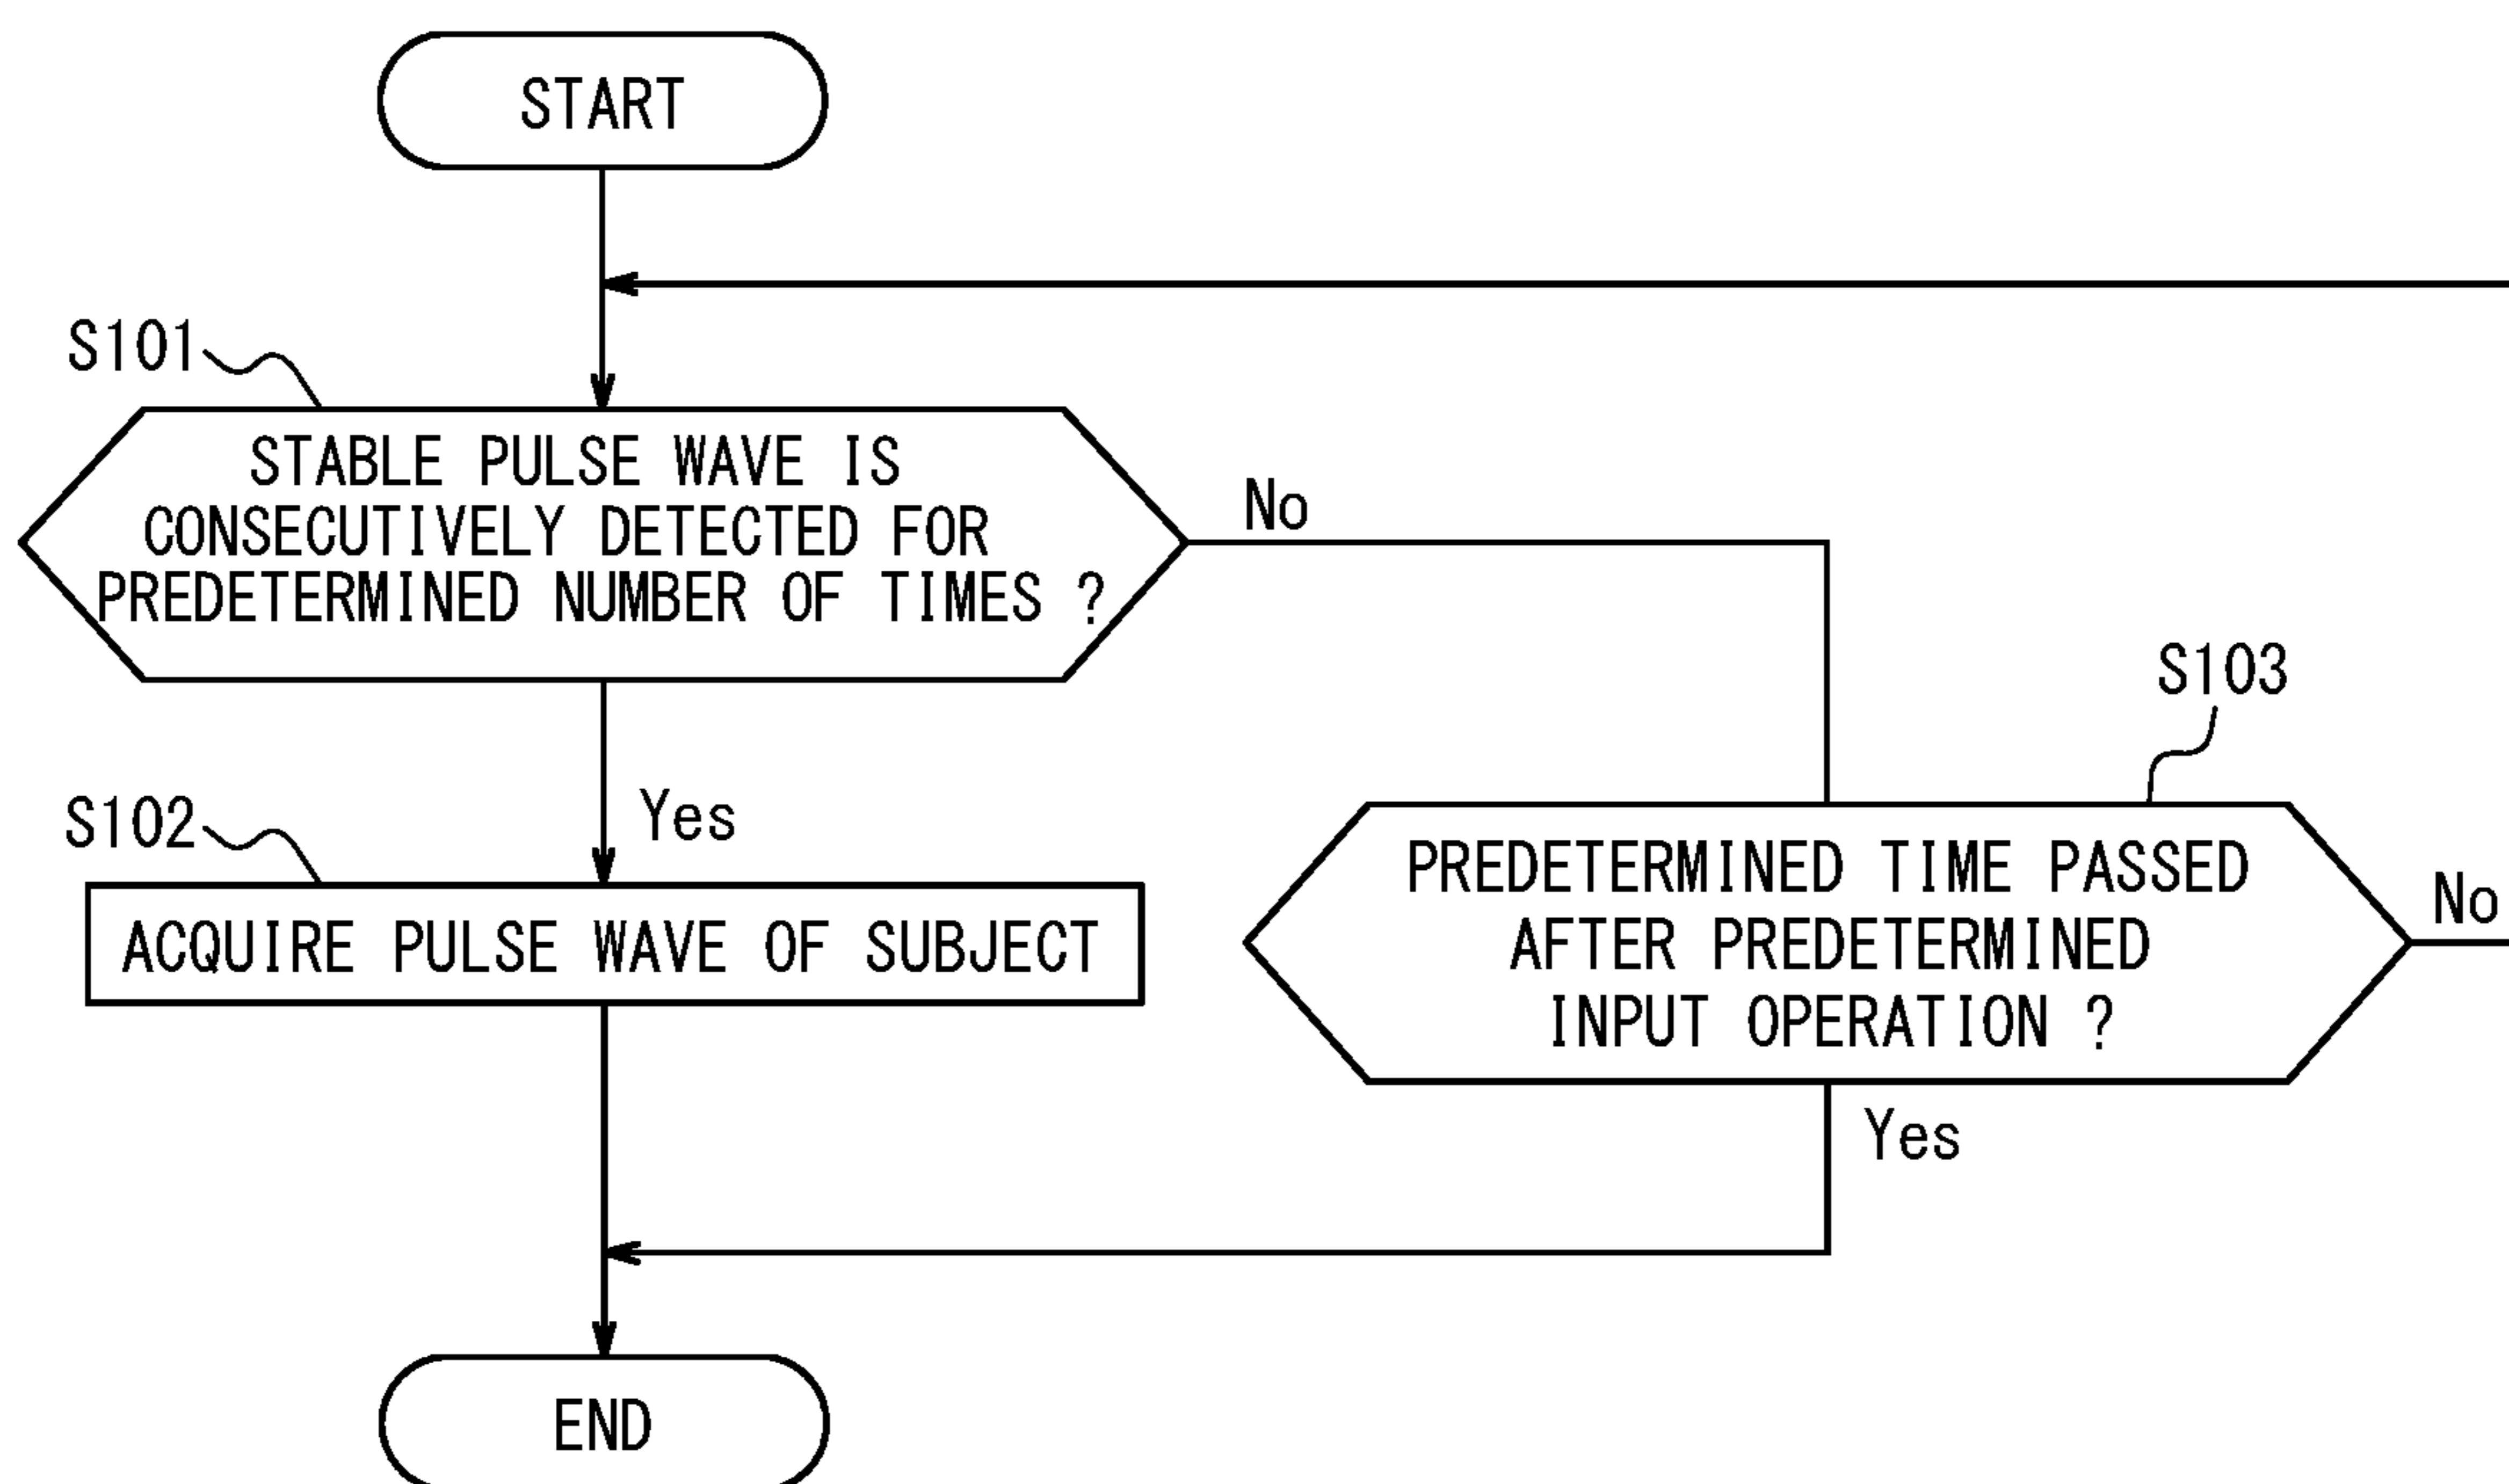 START
S101
STABLE PULSE WAVE IS
CONSECUTIVELY DETECTED FOR
PREDETERMINED NUMBER OF TIMES ?
No
Yes
S102
ACQUIRE PULSE WAVE OF SUBJECT
S103
PREDETERMINED TIME PASSED
AFTER PREDETERMINED
INPUT OPERATION ?
No
Yes
END